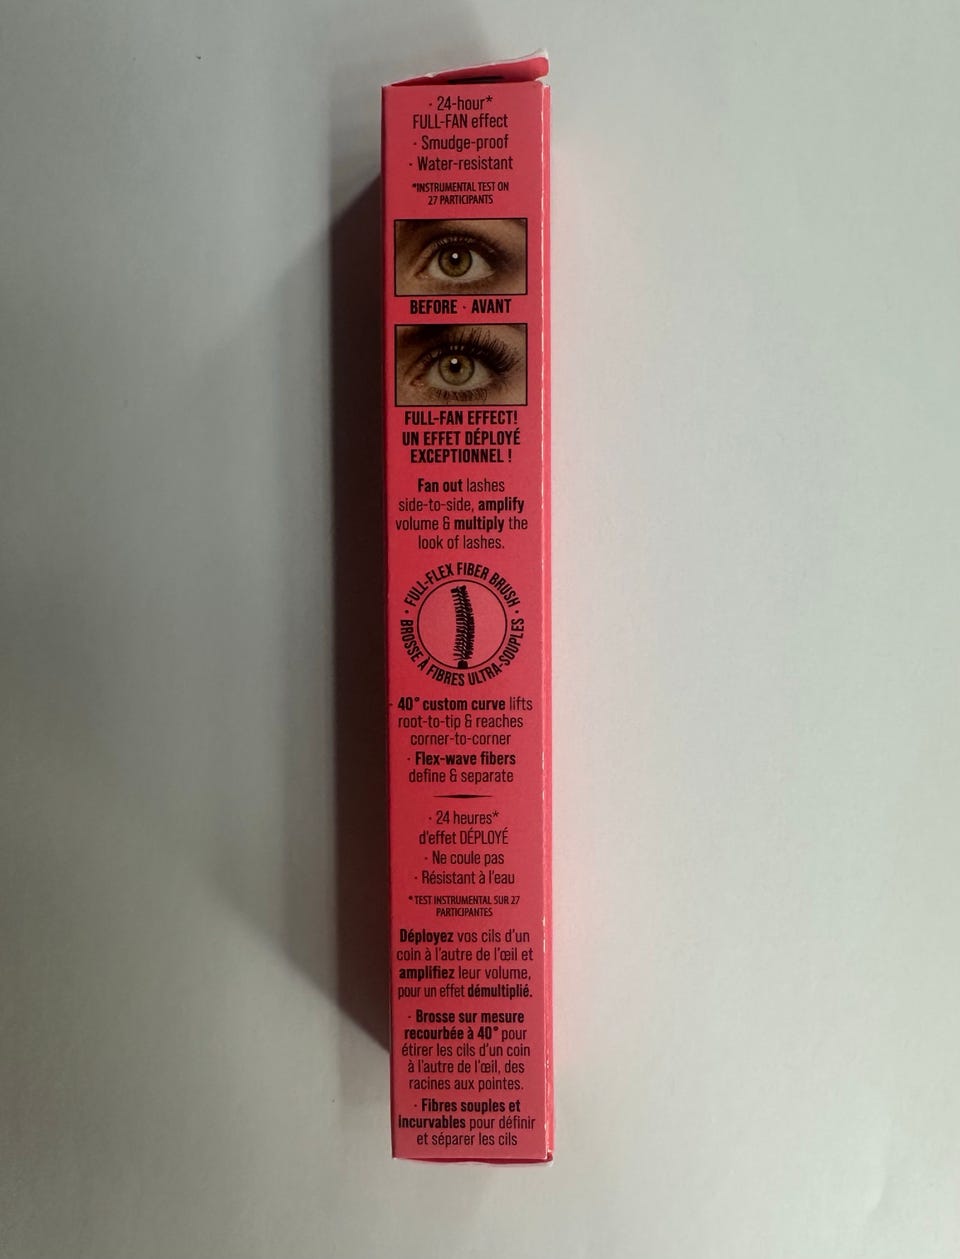 · 24-hour*
FULL-FAN effect
· Smudge-proof
· Water-resistant
*INSTRUMENTAL TEST ON
27 PARTICIPANTS
BEFORE · AVANT
FULL-FAN EFFECT!
UN EFFET DÉPLOYÉ
EXCEPTIONNEL !
Fan out lashes
side-to-side, amplify
volume & multiply the
look of lashes.
· FULL-FLEX FIBER BRUSH ·
BROSSE À FIBRES ULTRA-SOUPLES
· 40° custom curve lifts
root-to-tip & reaches
corner-to-corner
· Flex-wave fibers
define & separate
· 24 heures*
d'effet DÉPLOYÉ
· Ne coule pas
· Résistant à l'eau
*TEST INSTRUMENTAL SUR 27
PARTICIPANTES
Déployez vos cils d'un
coin à l'autre de l'œil et
amplifiez leur volume,
pour un effet démultiplié.
· Brosse sur mesure
recourbée à 40° pour
étirer les cils d'un coin
à l'autre de l'œil, des
racines aux pointes.
· Fibres souples et
incurvables pour définir
et séparer les cils